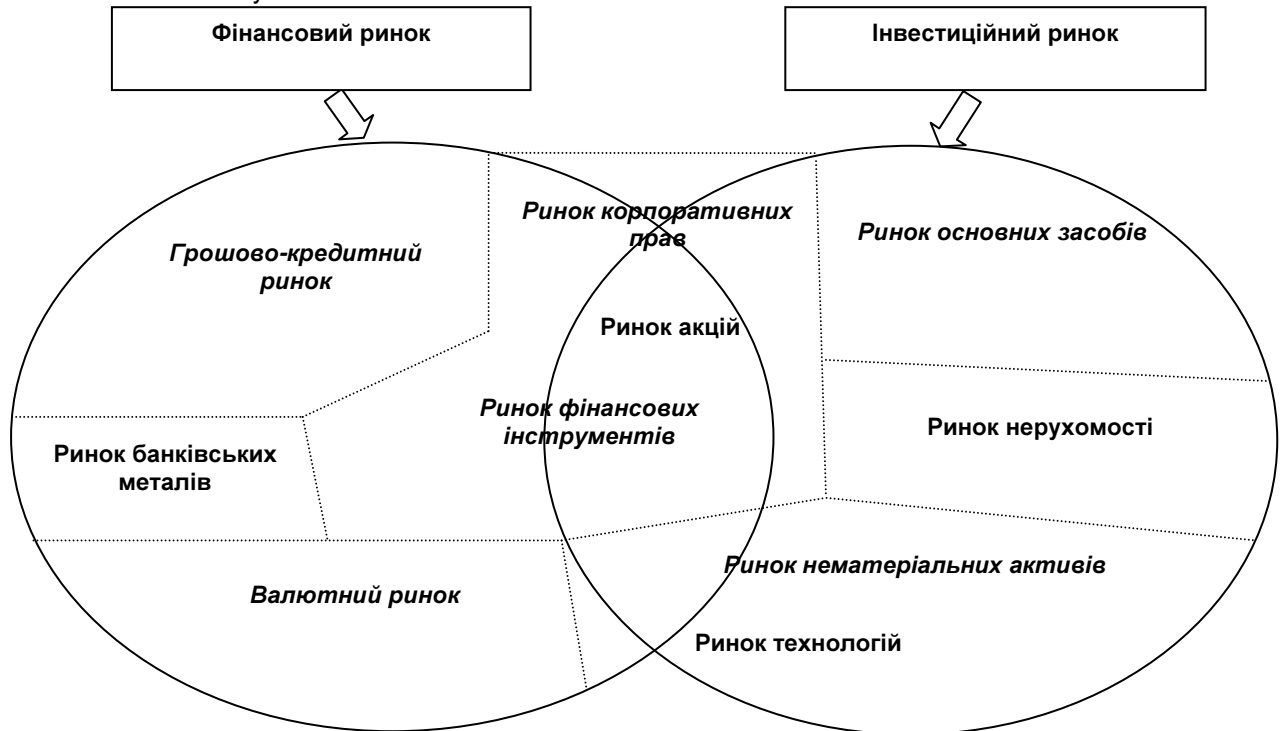 Фінансовий ринок
Інвестиційний ринок
Ринок корпоративних
прав
Грошово-кредитний
ринок
Ринок основних засобів
Ринок акцій
Ринок фінансових
інструментів
Ринок нерухомості
Ринок банківських
металів
Ринок нематеріальних активів
Валютний ринок
Ринок технологій